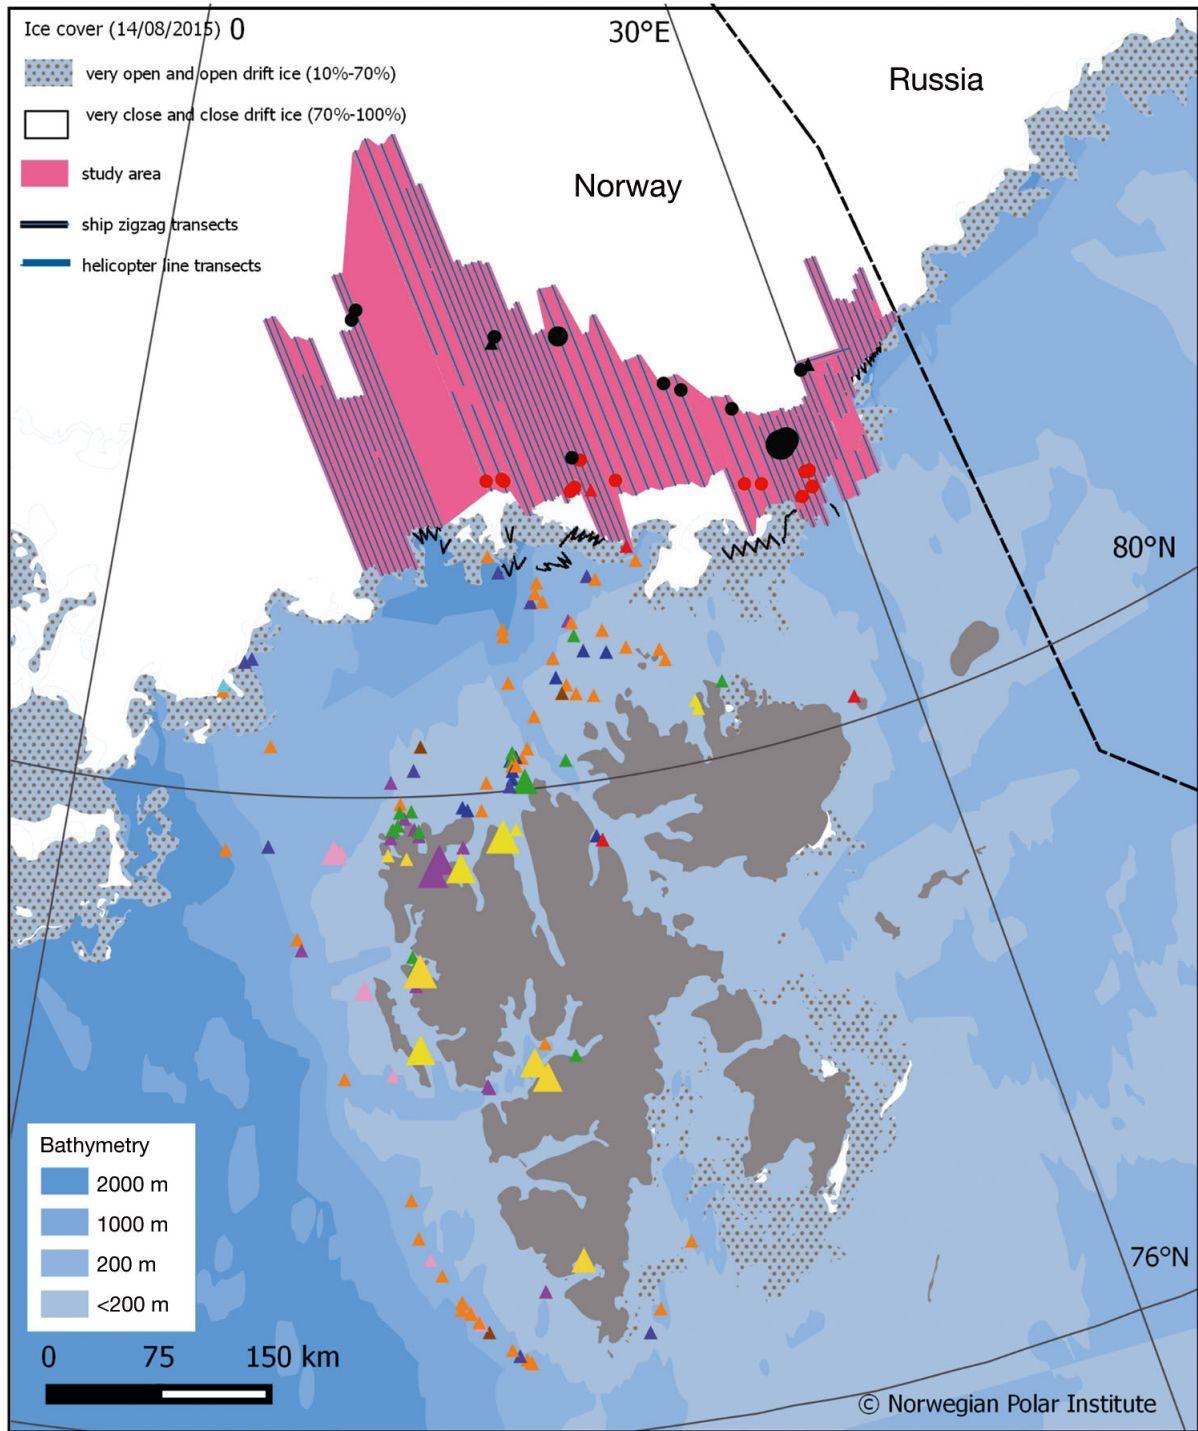 Ice cover (14/08/2015) 0
30°E
Russia
very open and open drift ice (10%-70%)
very close and close drift ice (70%-100%)
study area
Norway
ship zigzag transects
helicopter line transects
80°N
Bathymetry
2000 m
1000 m
200 m
<200 m
76°N
0 75 150 km
© Norwegian Polar Institute